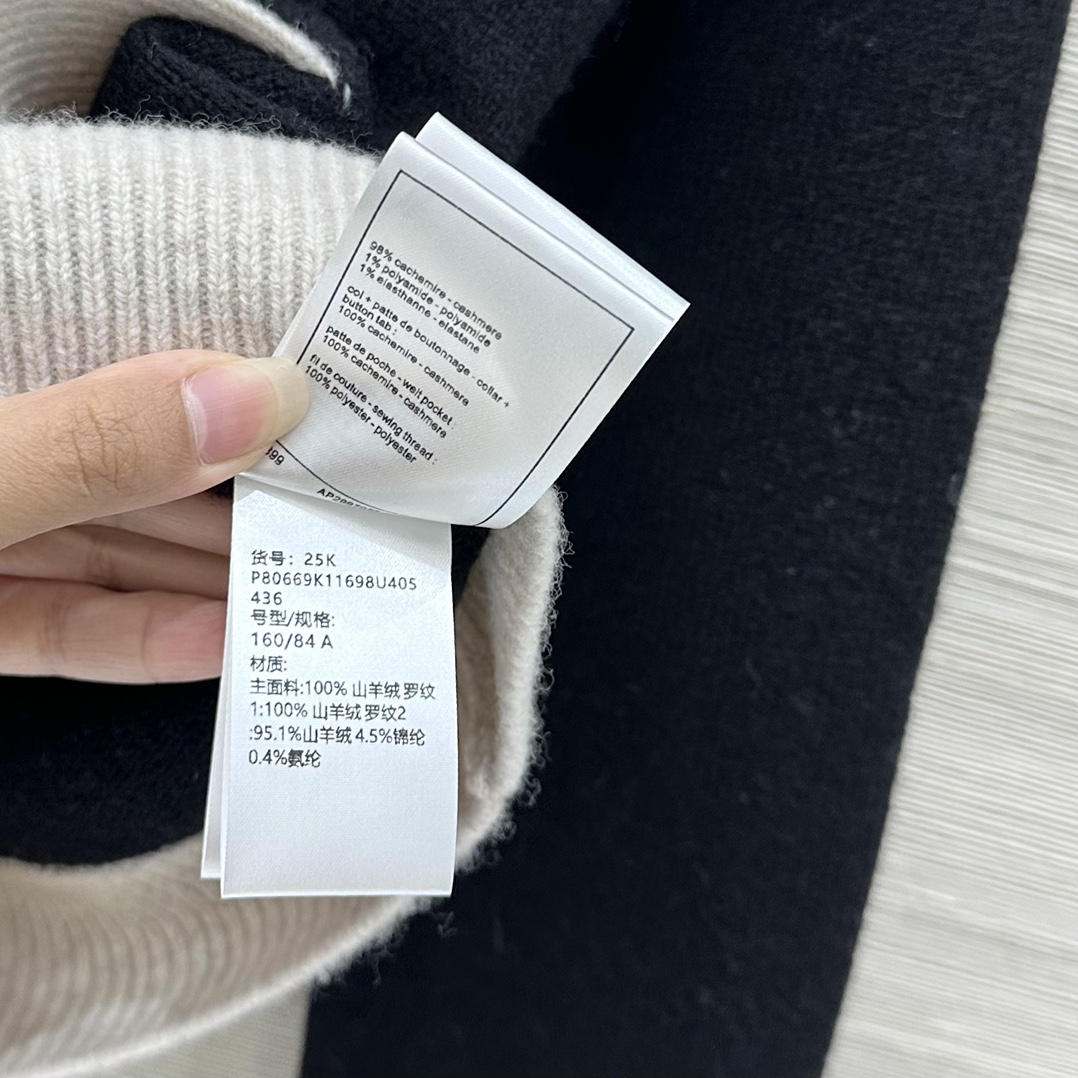 98% cachemire - cashmere
1% polyamide - polyamide
1% elasthanne - elastane
col + patte de boutonnage - collar +
button tab :
100% cachemire - cashmere
patte de poche - welt pocket :
100% cachemire - cashmere
fil de couture - sewing thread :
100% polyester - polyester
货号: 25K
P80669K11698U405
436
号型/规格:
160/84 A
材质:
主面料:100% 山羊绒 罗纹
1:100% 山羊绒 罗纹2
:95.1%山羊绒 4.5%锦纶
0.4%氨纶